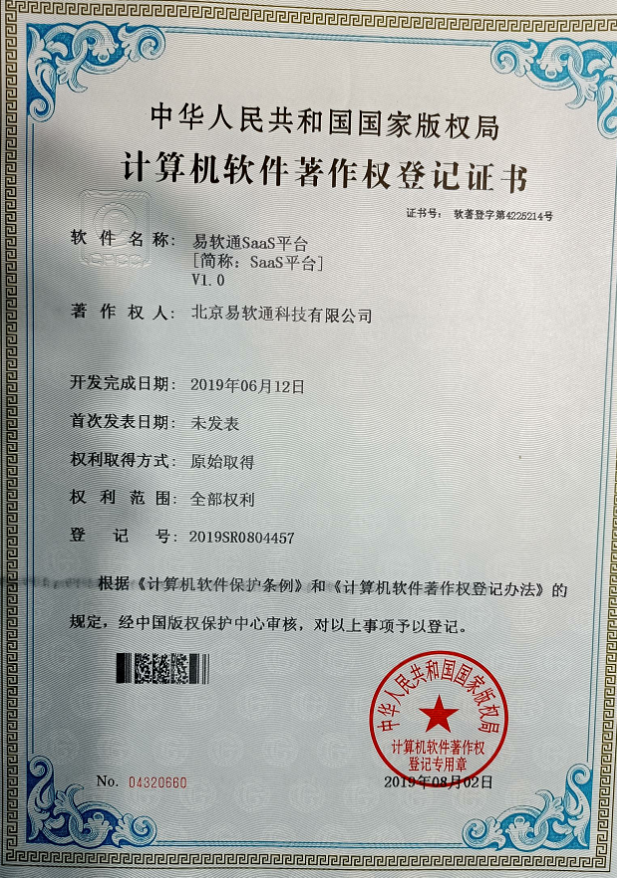 中华人民共和国国家版权局
计算机软件著作权登记证书
证书号： 软著登字第4225214号
CPCC
软件名称： 易软通SaaS平台
[简称：SaaS平台]
V1.0
著作权人： 北京易软通科技有限公司
开发完成日期： 2019年06月12日
首次发表日期： 未发表
权利取得方式： 原始取得
权利范围： 全部权利
登记号： 2019SR0804457
根据《计算机软件保护条例》和《计算机软件著作权登记办法》的
规定，经中国版权保护中心审核，对以上事项予以登记。
中华人民共和国国家版权局
计算机软件著作权
登记专用章
No. 04320660
2019年08月02日